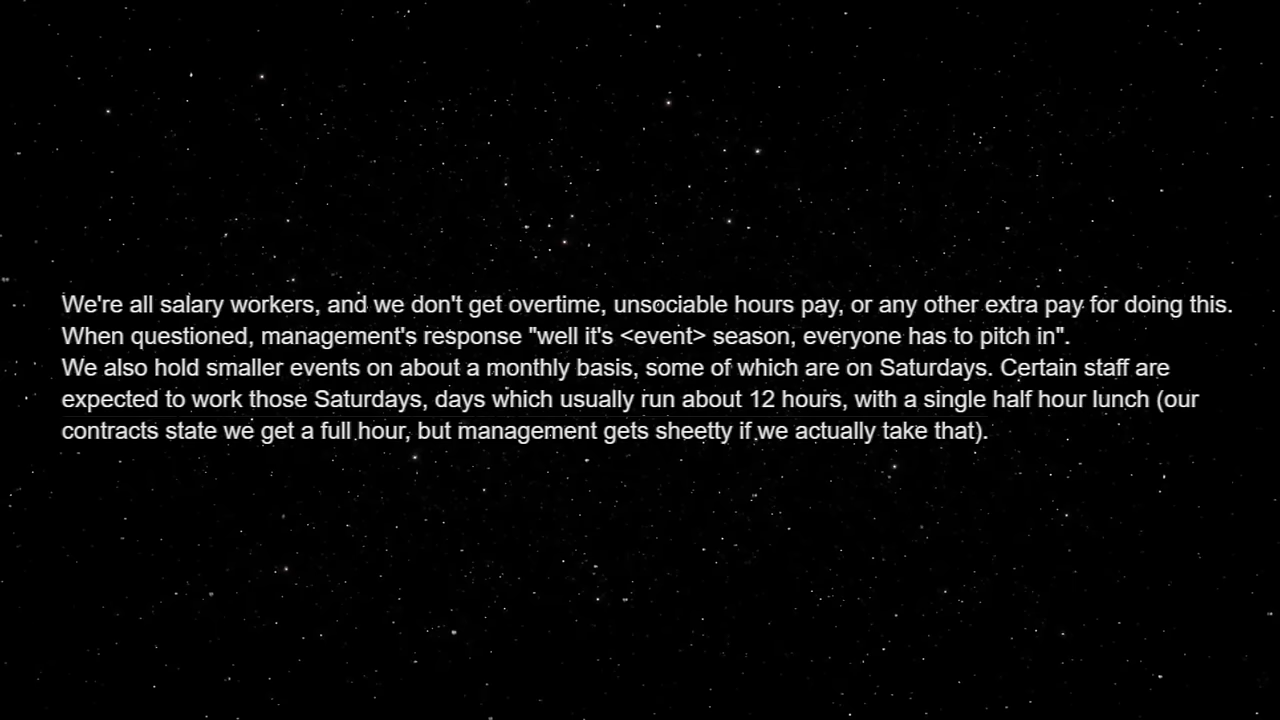 We're all salary workers, and we don't get overtime, unsociable hours pay, or any other extra pay for doing this.
When questioned, management's response "well it's <event> season, everyone has to pitch in".
We also hold smaller events on about a monthly basis, some of which are on Saturdays. Certain staff are
expected to work those Saturdays, days which usually run about 12 hours, with a single half hour lunch (our
contracts state we get a full hour, but management gets sheetty if we actually take that).